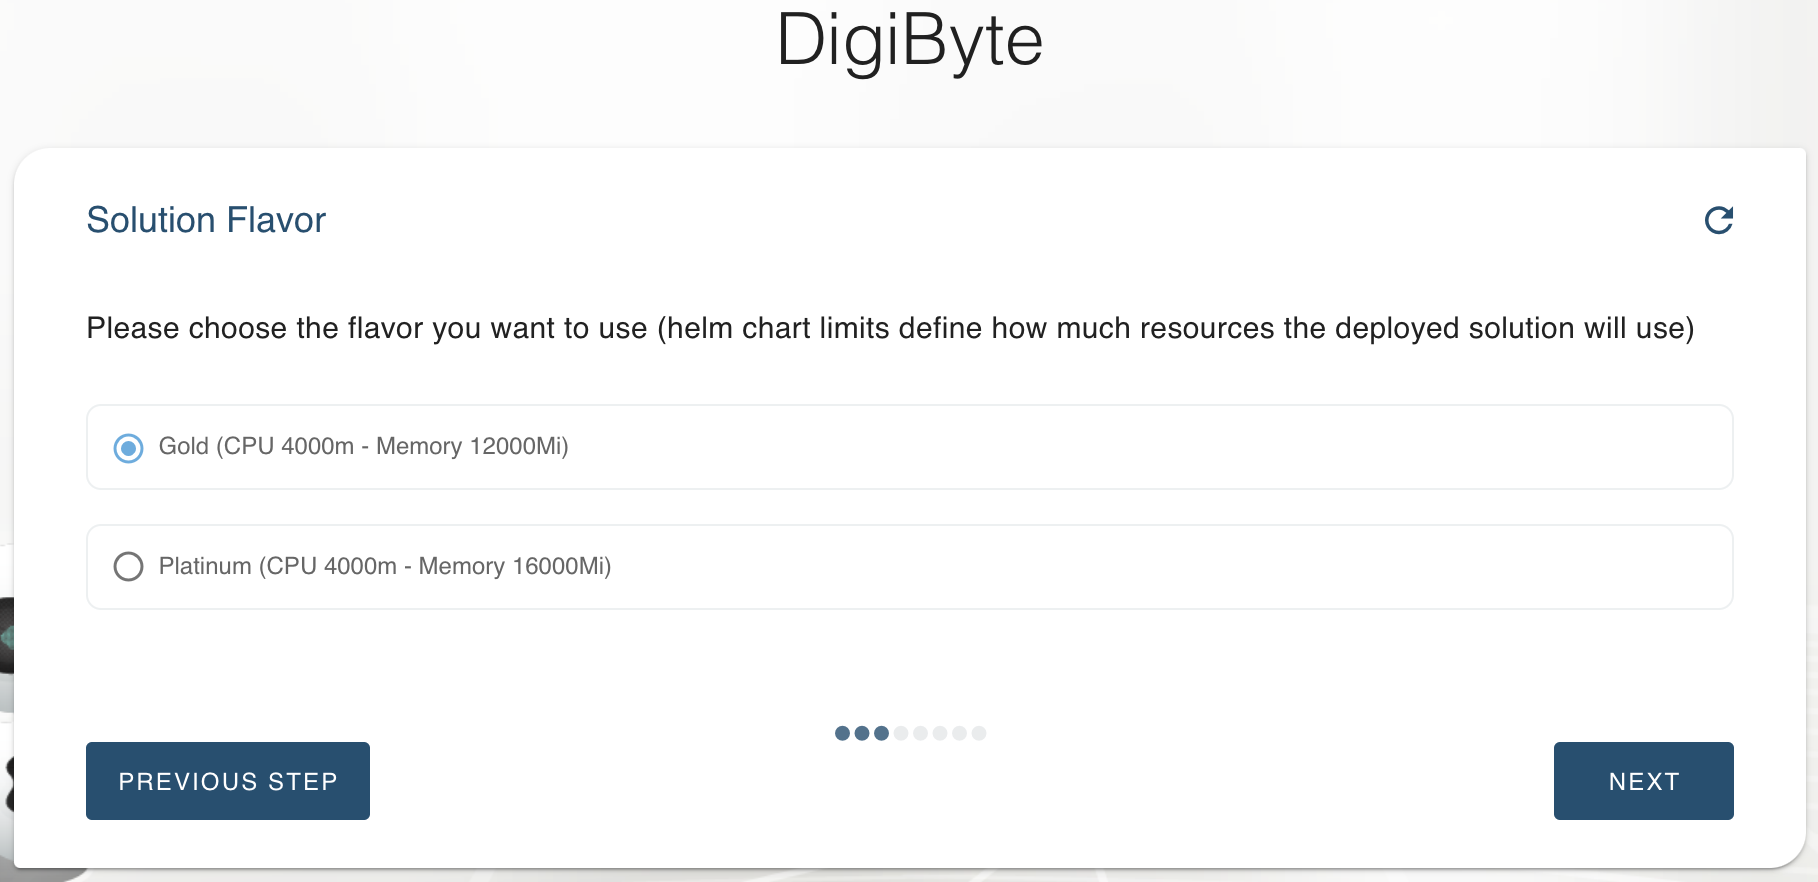 DigiByte
Solution Flavor
Please choose the flavor you want to use (helm chart limits define how much resources the deployed solution will use)
Gold (CPU 4000m - Memory 12000Mi)
Platinum (CPU 4000m - Memory 16000Mi)
PREVIOUS STEP
NEXT